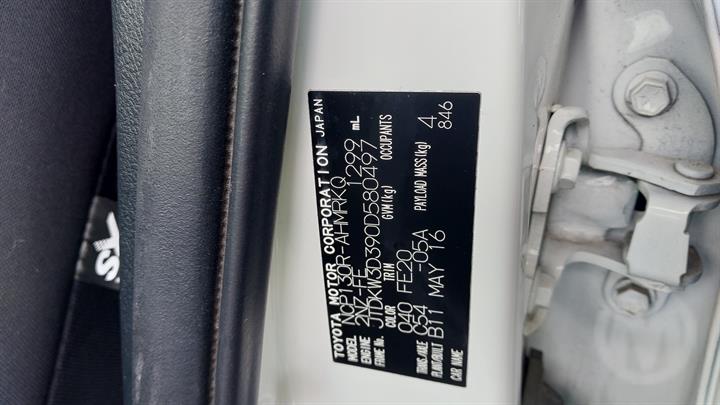 TOYOTA MOTOR CORPORATION JAPAN
MODEL NCP130R-AHMRKQ
ENGINE 2NZ-FE 1299 mL
FRAME No. JTDKW3D390D580497
COLOR TRIM GVM(kg) OCCUPANTS
040 FE20 4
TRANS./AXLE C54 -05A PAYLOAD MASS(kg) 846
PLANT/BUILT B11 MAY 16
CAR NAME